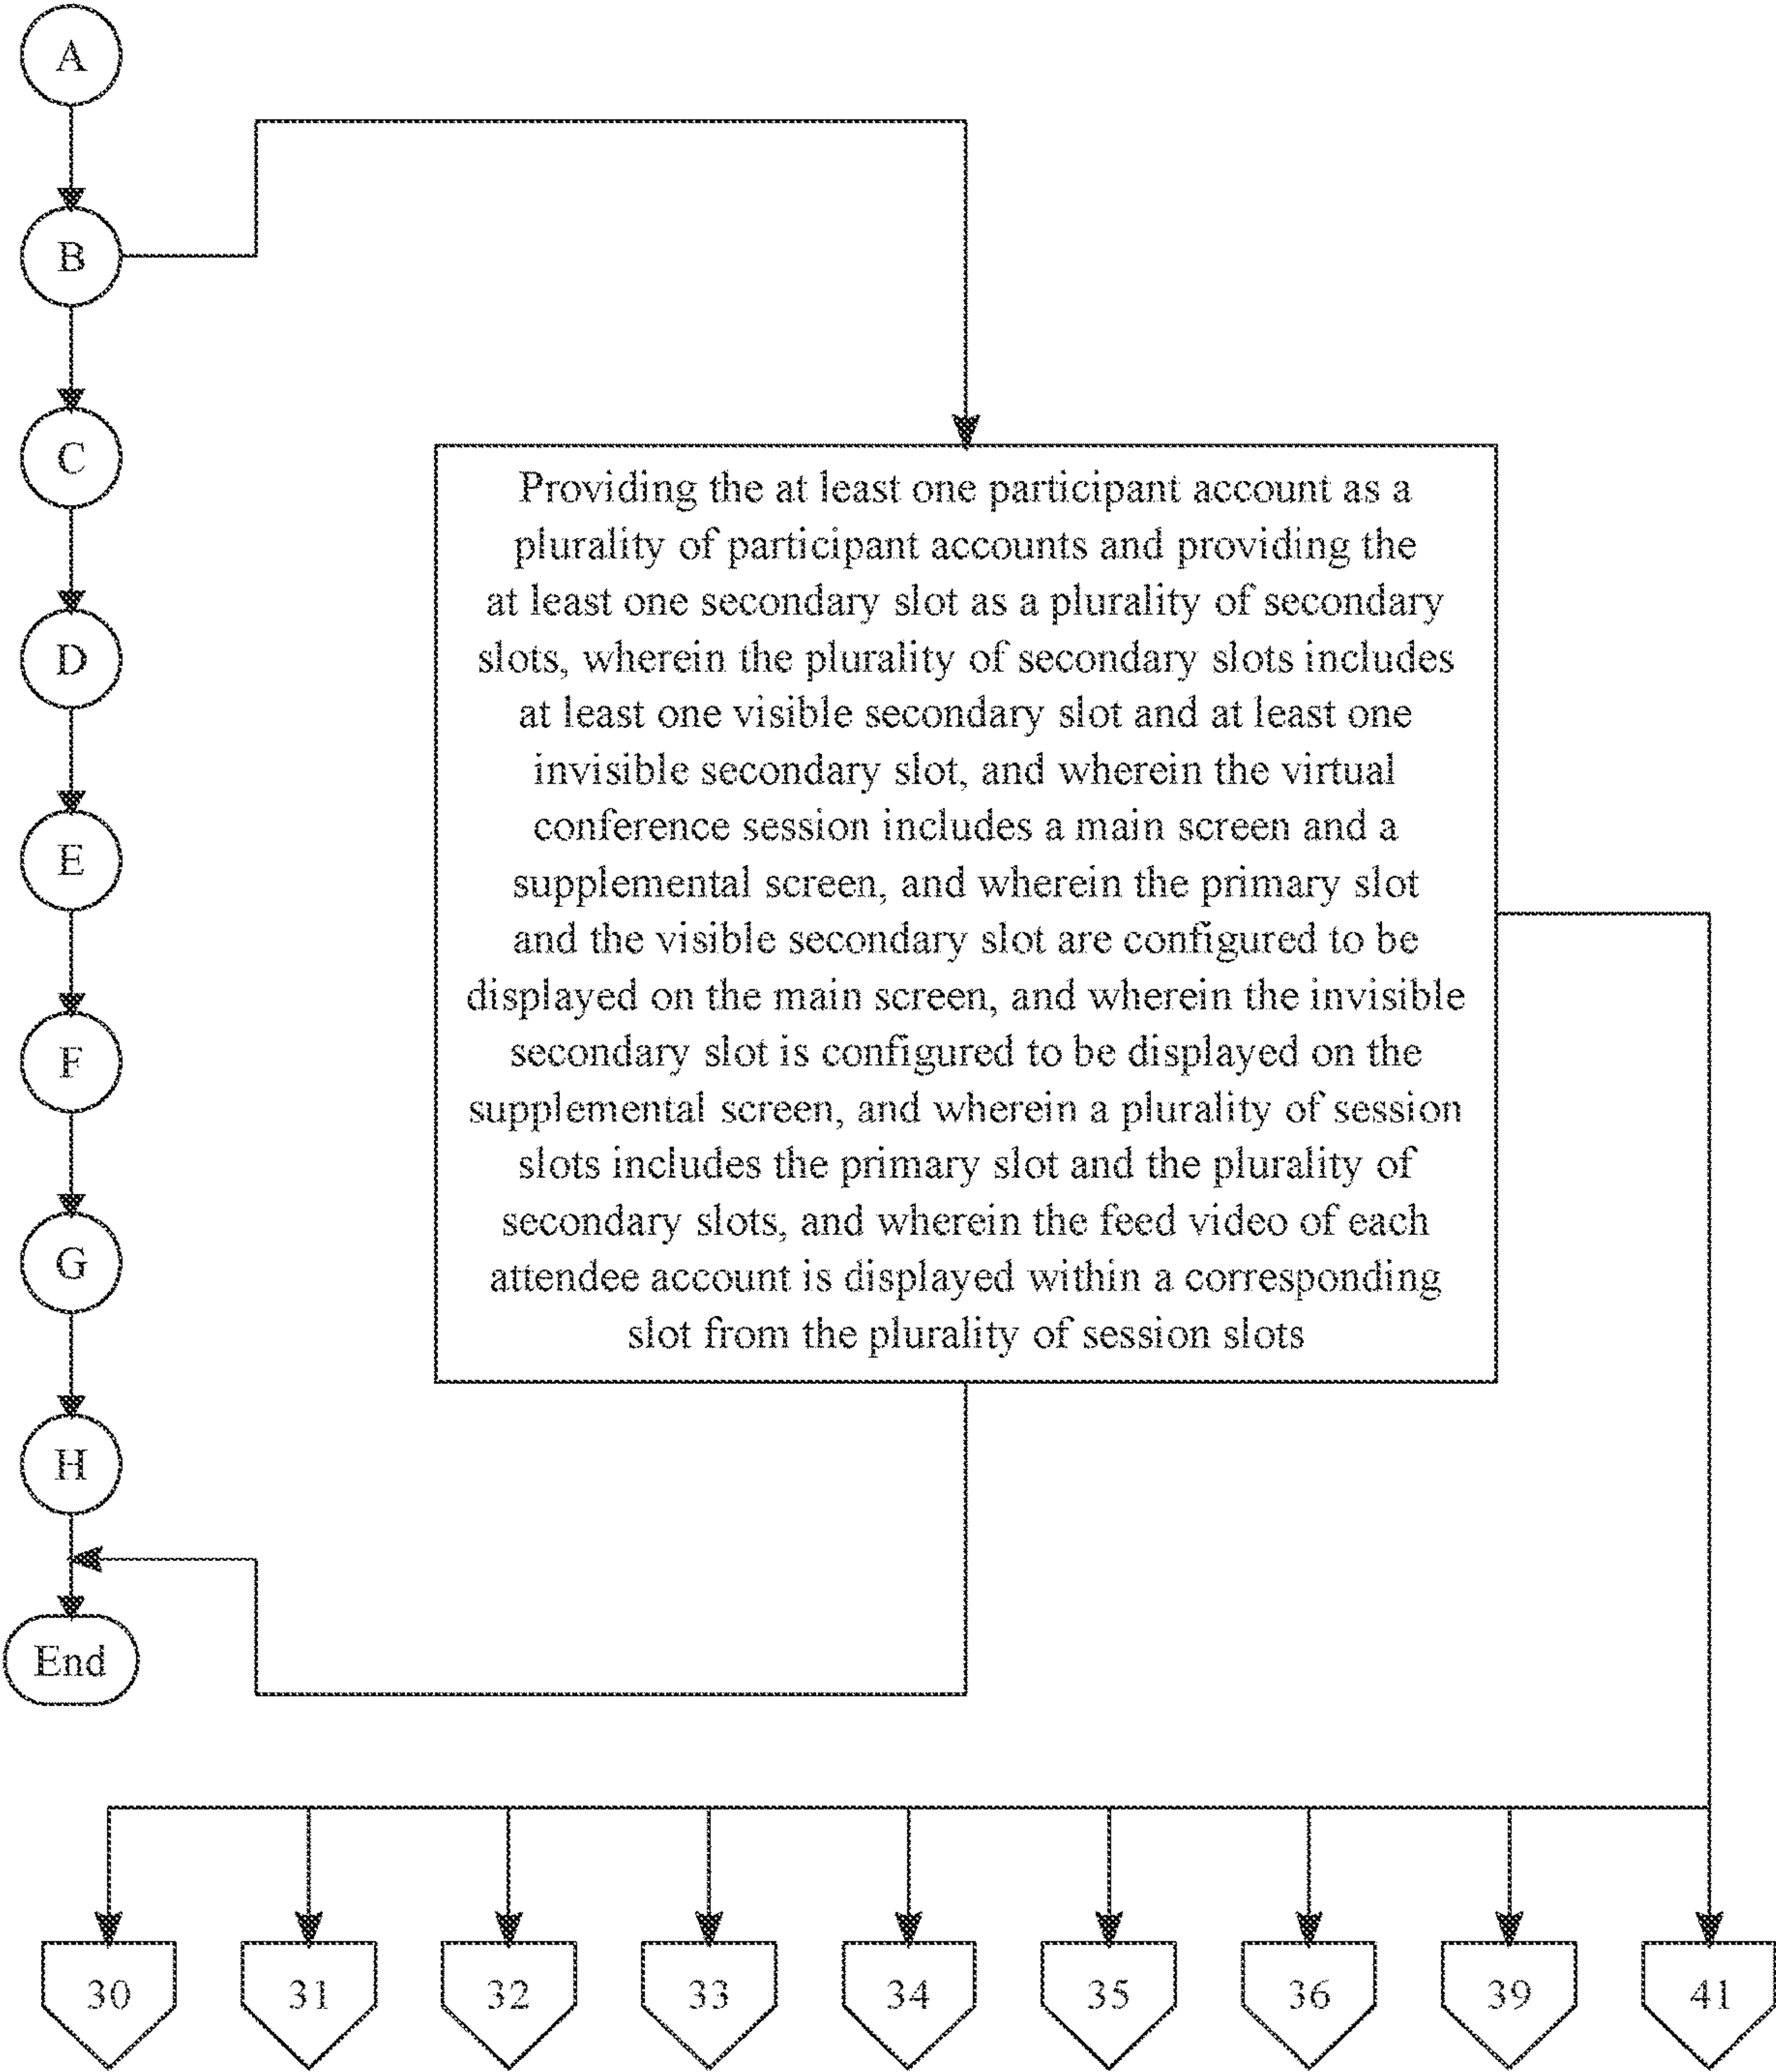 A
B
C
D
E
F
G
H
End
Providing the at least one participant account as a
plurality of participant accounts and providing the
at least one secondary slot as a plurality of secondary
slots, wherein the plurality of secondary slots includes
at least one visible secondary slot and at least one
invisible secondary slot, and wherein the virtual
conference session includes a main screen and a
supplemental screen, and wherein the primary slot
and the visible secondary slot are configured to be
displayed on the main screen, and wherein the invisible
secondary slot is configured to be displayed on the
supplemental screen, and wherein a plurality of session
slots includes the primary slot and the plurality of
secondary slots, and wherein the feed video of each
attendee account is displayed within a corresponding
slot from the plurality of session slots
30 31 32 33 34 35 36 39 41